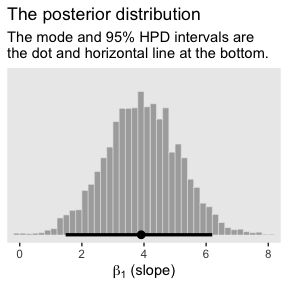 The posterior distribution
The mode and 95% HPD intervals are
the dot and horizontal line at the bottom.
0 2 4 6 8
β₁ (slope)